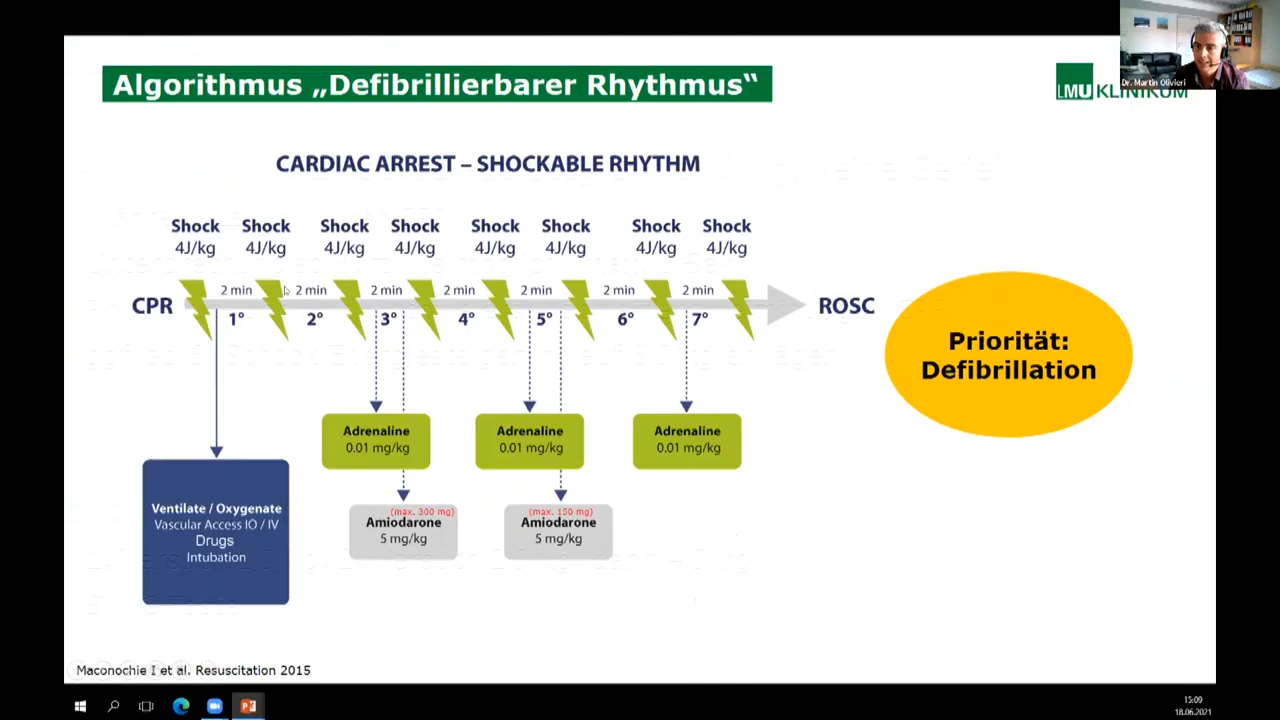 Dr. Martin Olivieri
LMU KLINIKUM
Algorithmus „Defibrillierbarer Rhythmus“
CARDIAC ARREST – SHOCKABLE RHYTHM
Shock Shock Shock Shock Shock Shock Shock Shock
4J/kg 4J/kg 4J/kg 4J/kg 4J/kg 4J/kg 4J/kg 4J/kg
2 min 2 min 2 min 2 min 2 min 2 min 2 min
CPR ROSC
1° 2° 3° 4° 5° 6° 7°
Priorität:
Defibrillation
Adrenaline
0.01 mg/kg
Adrenaline
0.01 mg/kg
Adrenaline
0.01 mg/kg
Ventilate / Oxygenate
Vascular Access IO / IV
Drugs
Intubation
(max. 300 mg)
Amiodarone
5 mg/kg
(max. 150 mg)
Amiodarone
5 mg/kg
Maconochie I et al. Resuscitation 2015
15:09
18.06.2021